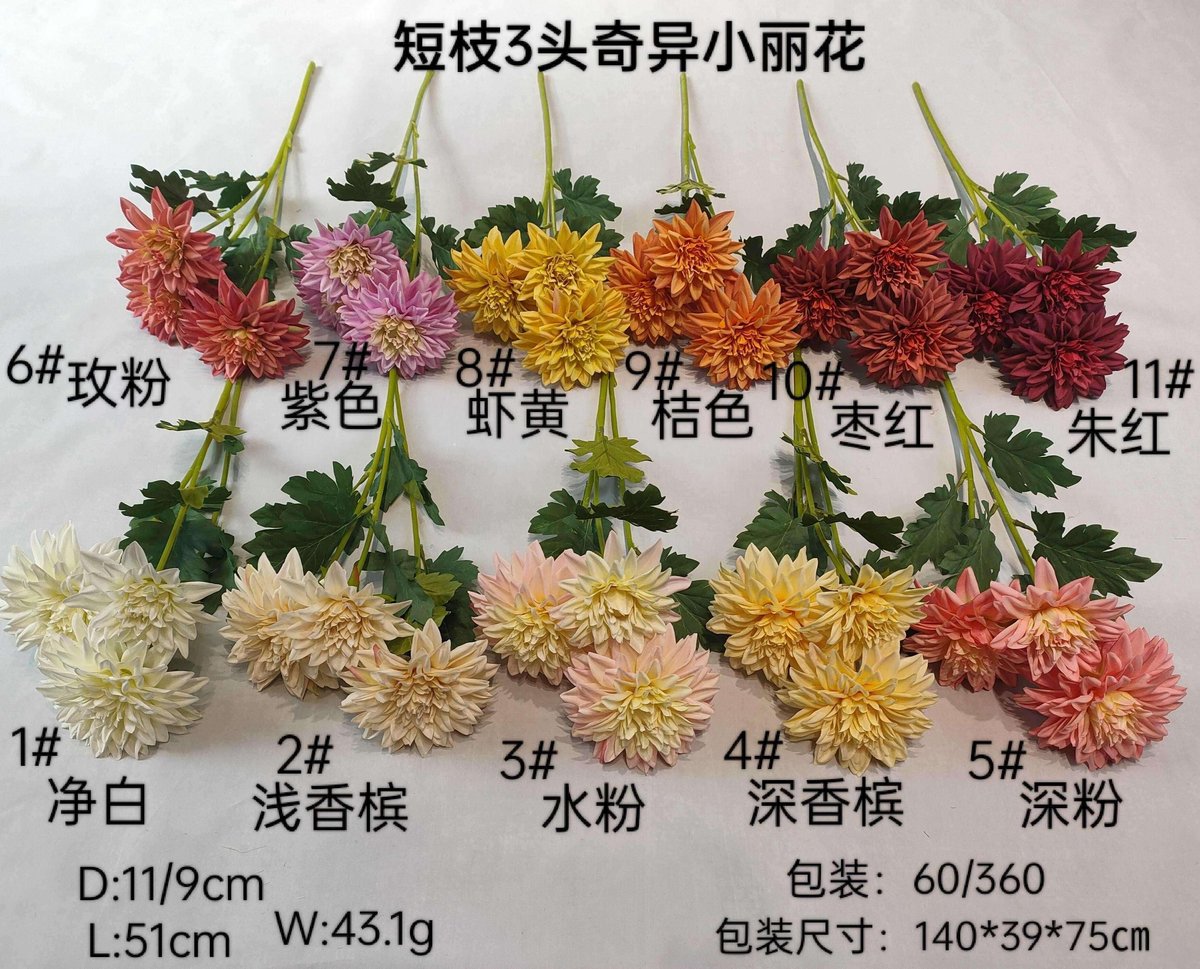 短枝3头奇异小丽花
6# 玫粉
7# 紫色
8# 虾黄
9# 桔色
10# 枣红
11# 朱红
1# 净白
2# 浅香槟
3# 水粉
4# 深香槟
5# 深粉
D:11/9cm
L:51cm
W:43.1g
包装：60/360
包装尺寸：140*39*75㎝